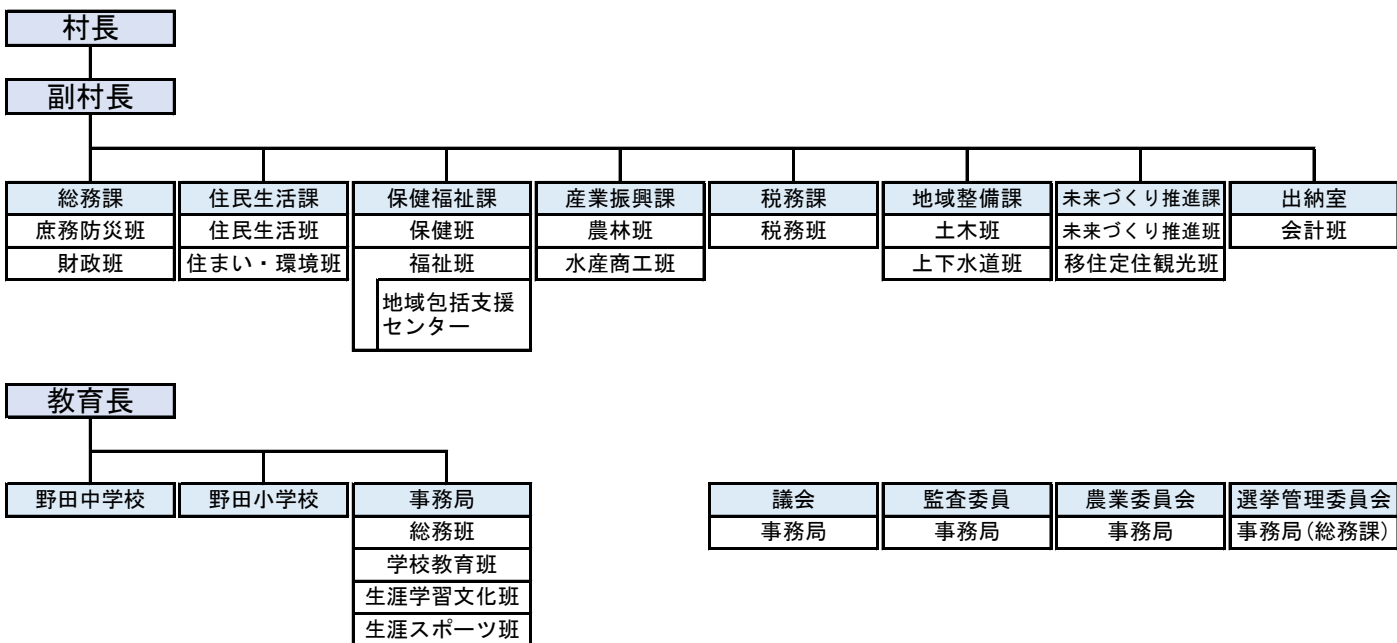 村長
副村長
総務課 住民生活課 保健福祉課 産業振興課 税務課 地域整備課 未来づくり推進課 出納室
庶務防災班 住民生活班 保健班 農林班 税務班 土木班 未来づくり推進班 会計班
財政班 住まい・環境班 福祉班 水産商工班 上下水道班 移住定住観光班
地域包括支援
センター
教育長
野田中学校 野田小学校 事務局 議会 監査委員 農業委員会 選挙管理委員会
総務班 事務局 事務局 事務局 事務局(総務課)
学校教育班
生涯学習文化班
生涯スポーツ班